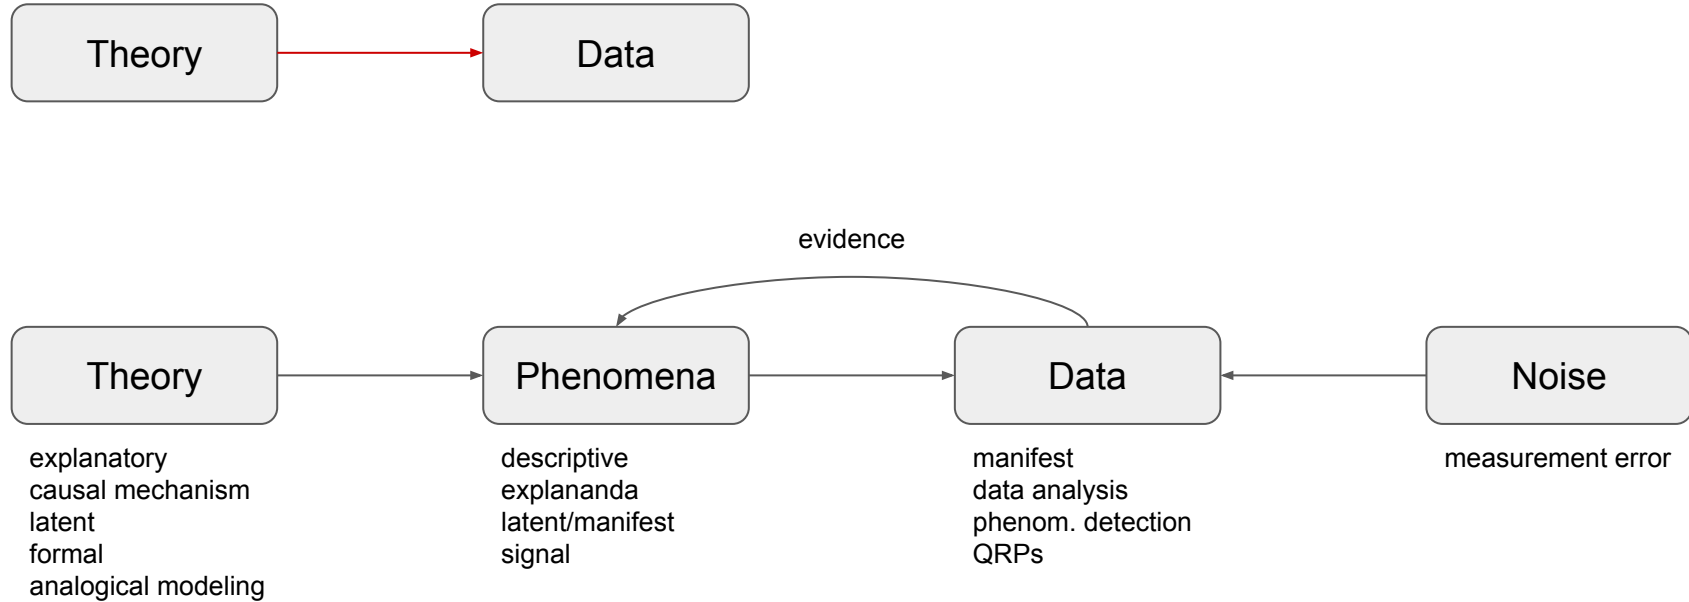 Theory
Data
evidence
Theory
Phenomena
Data
Noise
explanatory
causal mechanism
latent
formal
analogical modeling
descriptive
explananda
latent/manifest
signal
manifest
data analysis
phenom. detection
QRPs
measurement error